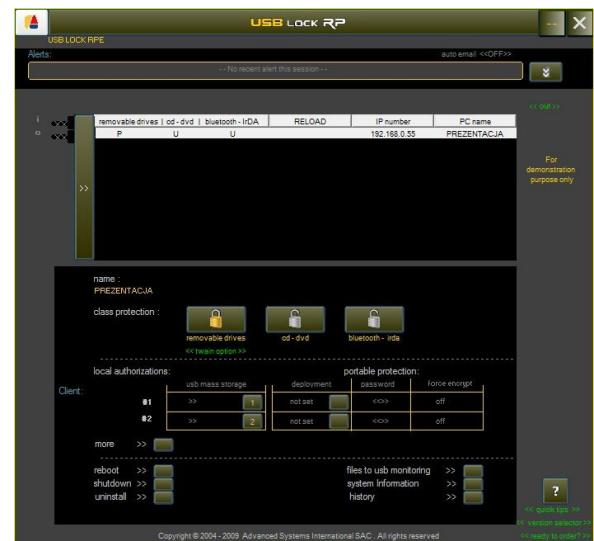 USB LOCK RP
USB LOCK RPE
Alerts:
auto email <<OFF>>
-- No recent alert this session --
<< out >>
removable drives | cd - dvd | bluetooth - IrDA RELOAD IP number PC name
P U U 192.168.0.55 PREZENTACJA
>>
For
demonstration
purpose only
name :
PREZENTACJA
class protection :
removable drives cd - dvd bluetooth - irda
<< twain option >>
local authorizations: portable protection:
usb mass storage deployment password force encrypt
Client:
#1 >> 1 not set <<>> off
#2 >> 2 not set <<>> off
more >>
reboot >> files to usb monitoring >>
shutdown >> system Information >>
uninstall >> history >>
?
<< quick tips >>
<< version selector >>
<< ready to order? >>
Copyright © 2004 - 2009 Advanced Systems International SAC . All rights reserved